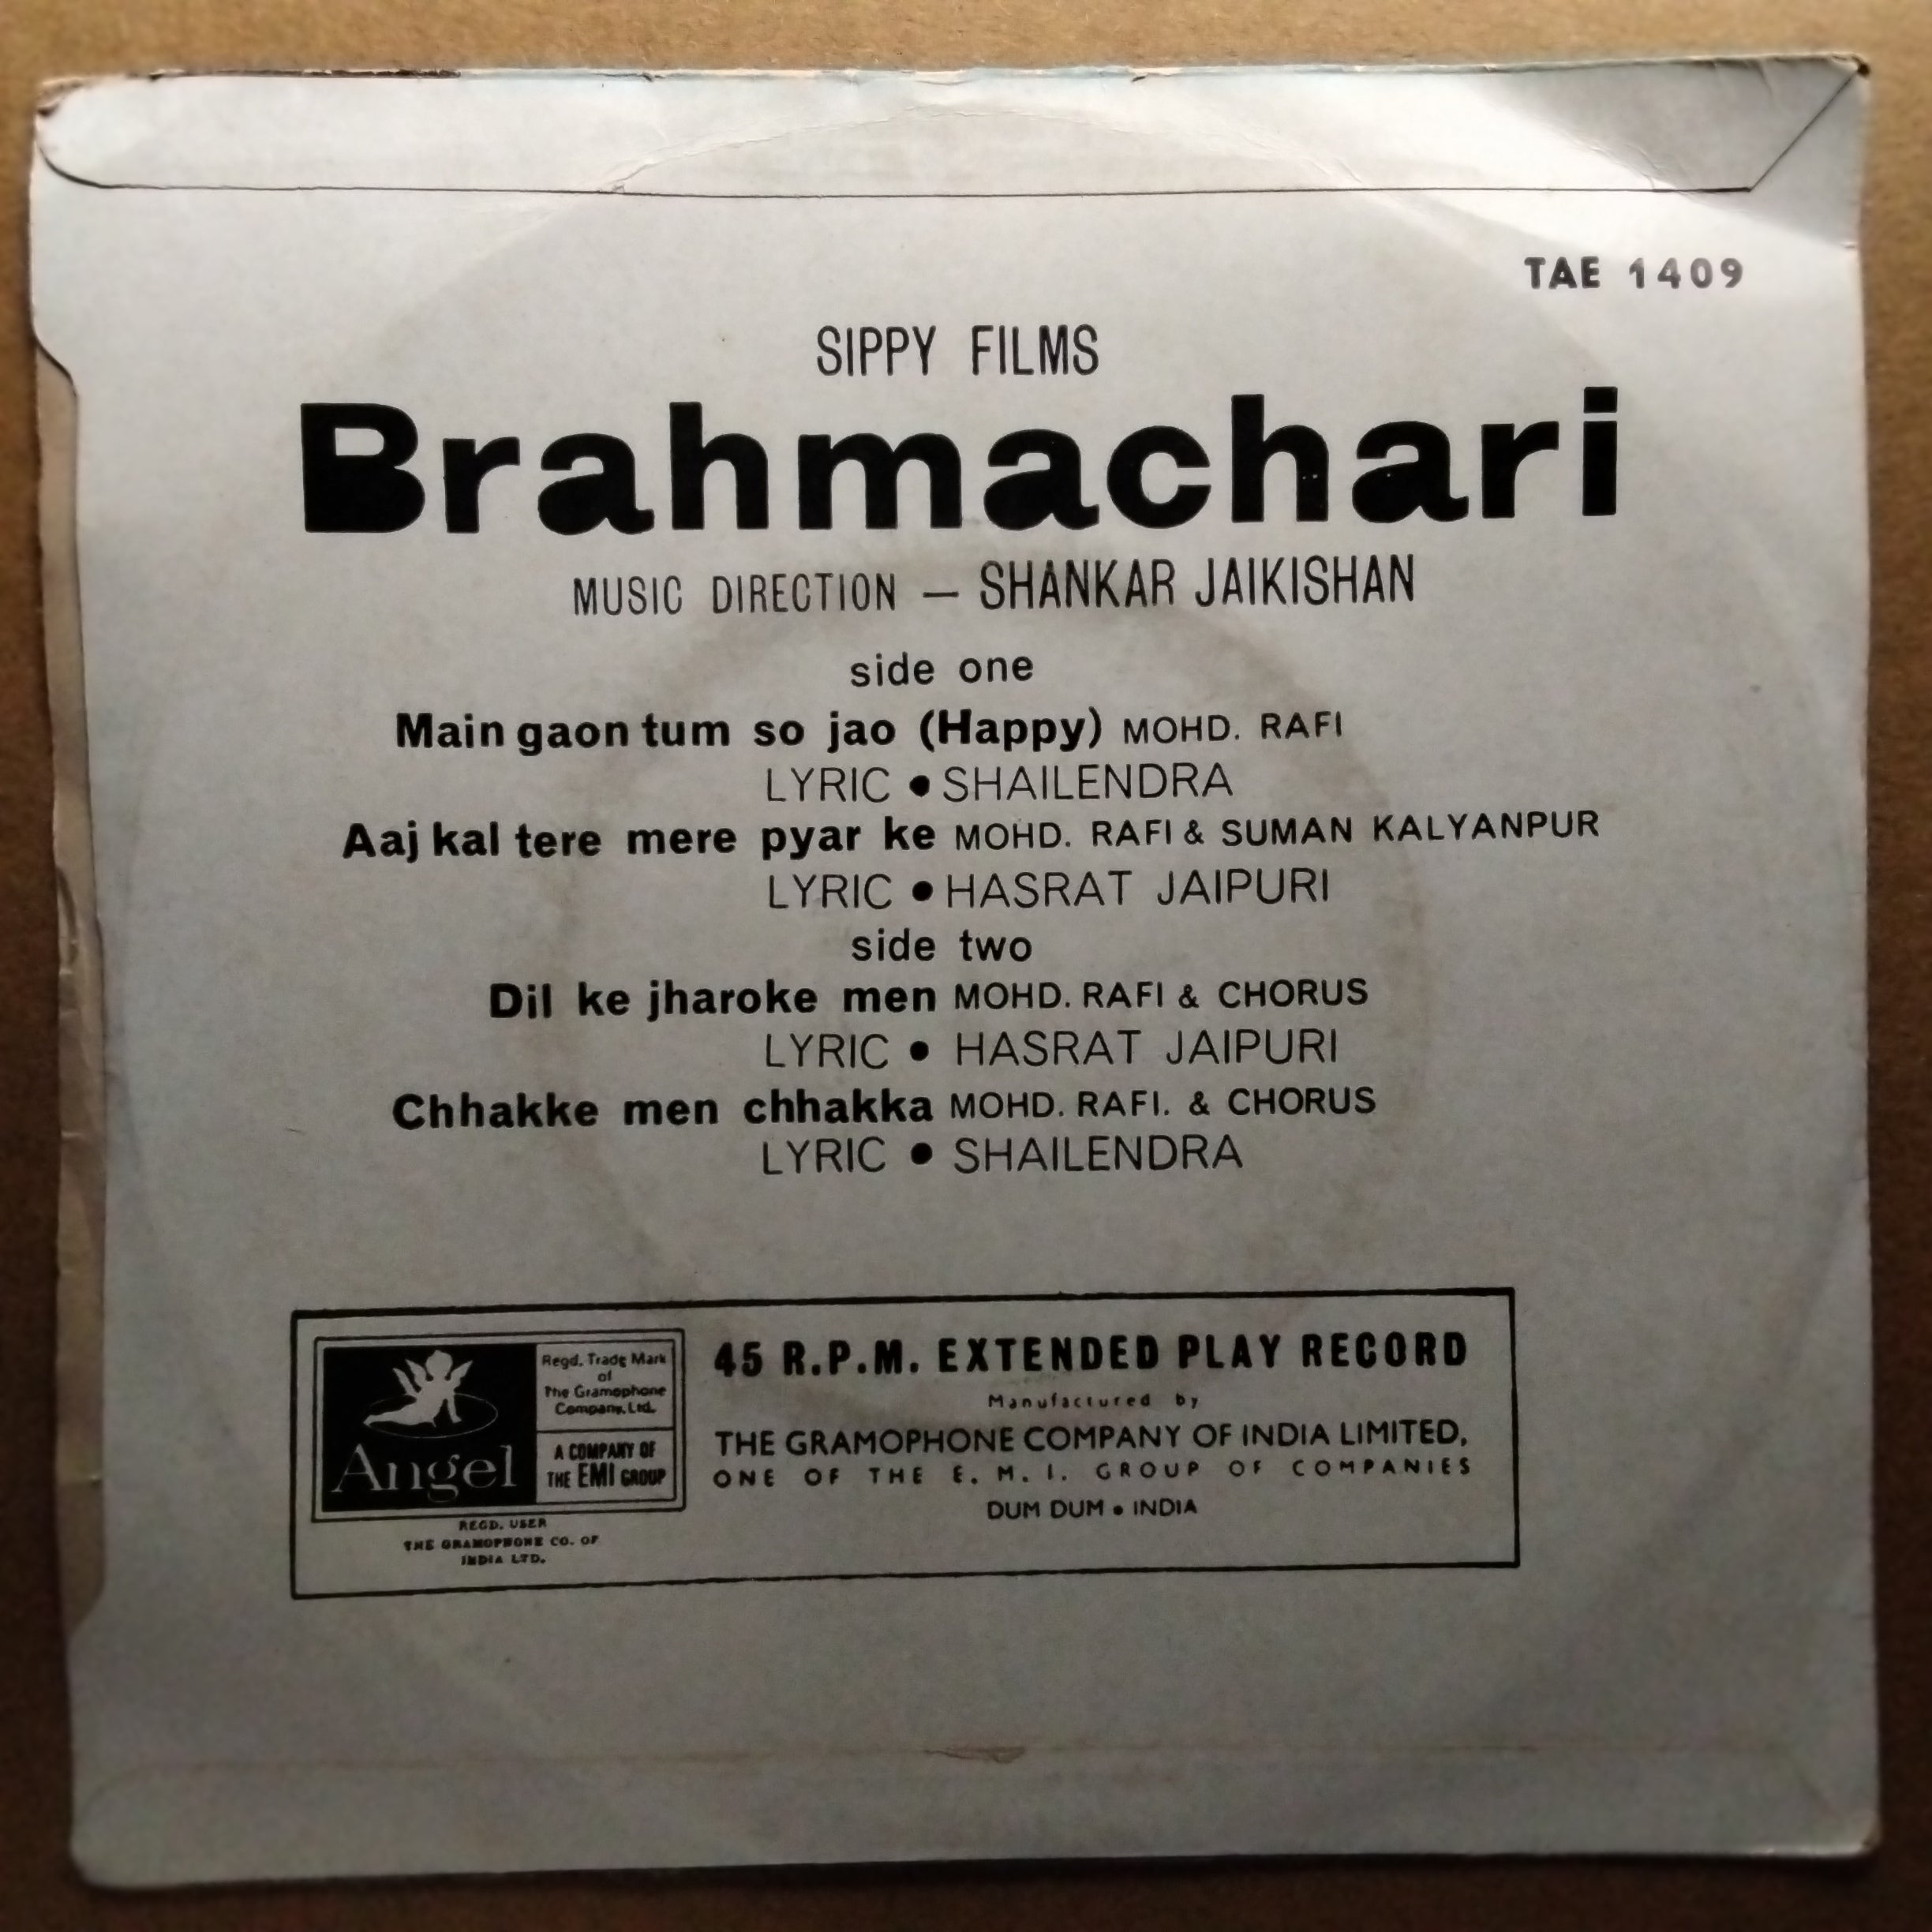 TAE 1409
SIPPY FILMS
Brahmachari
MUSIC DIRECTION — SHANKAR JAIKISHAN
side one
Main gaon tum so jao (Happy) MOHD. RAFI
LYRIC • SHAILENDRA
Aaj kal tere mere pyar ke MOHD. RAFI & SUMAN KALYANPUR
LYRIC • HASRAT JAIPURI
side two
Dil ke jharoke men MOHD. RAFI & CHORUS
LYRIC • HASRAT JAIPURI
Chhakke men chhakka MOHD. RAFI. & CHORUS
LYRIC • SHAILENDRA
Angel
Regd. Trade Mark
of
The Gramophone
Company. Ltd.
A COMPANY OF
THE EMI GROUP
REGD. USER
THE GRAMOPHONE CO. OF
INDIA LTD.
45 R.P.M. EXTENDED PLAY RECORD
Manufactured by
THE GRAMOPHONE COMPANY OF INDIA LIMITED,
ONE OF THE E. M. I. GROUP OF COMPANIES
DUM DUM • INDIA